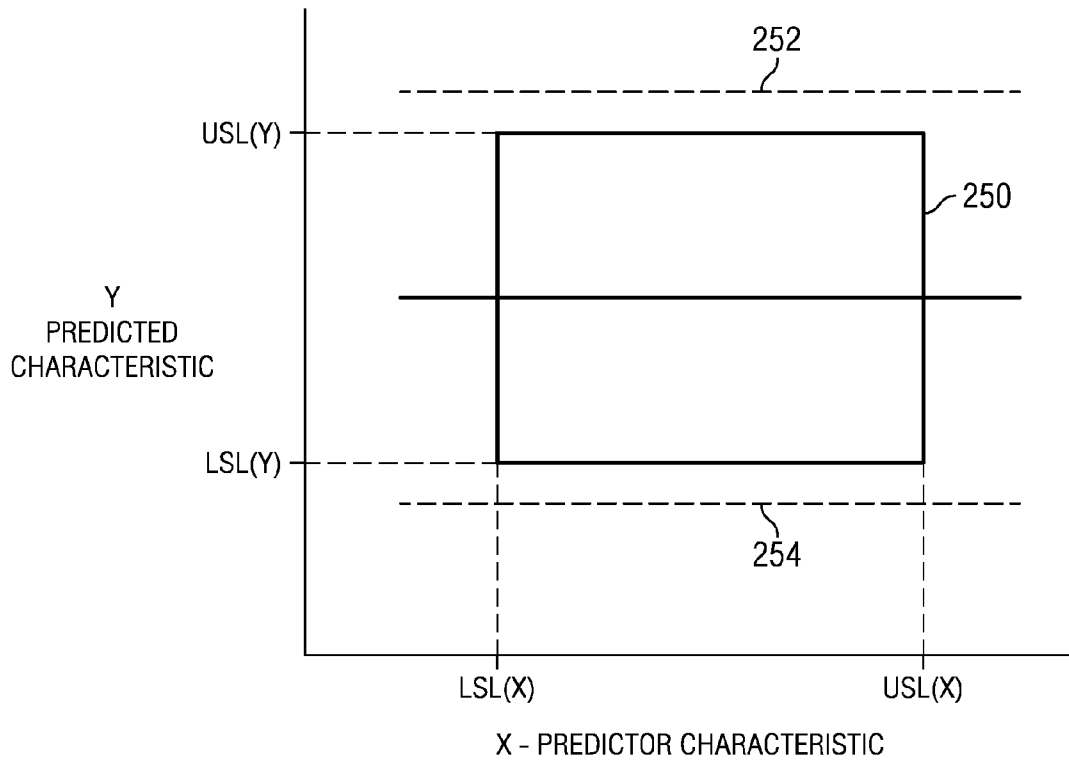 252
USL(Y)
250
Y
PREDICTED
CHARACTERISTIC
LSL(Y)
254
LSL(X)
USL(X)
X - PREDICTOR CHARACTERISTIC